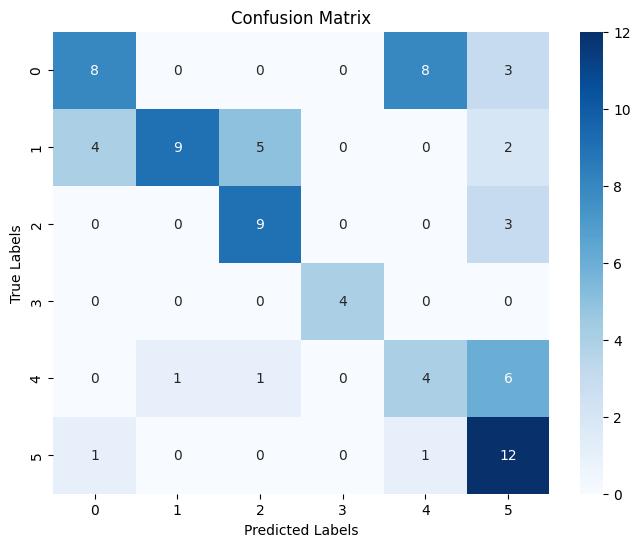 Confusion Matrix
True Labels
0 8 0 0 0 8 3
1 4 9 5 0 0 2
2 0 0 9 0 0 3
3 0 0 0 4 0 0
4 0 1 1 0 4 6
5 1 0 0 0 1 12
0 1 2 3 4 5
Predicted Labels
12
10
8
6
4
2
0